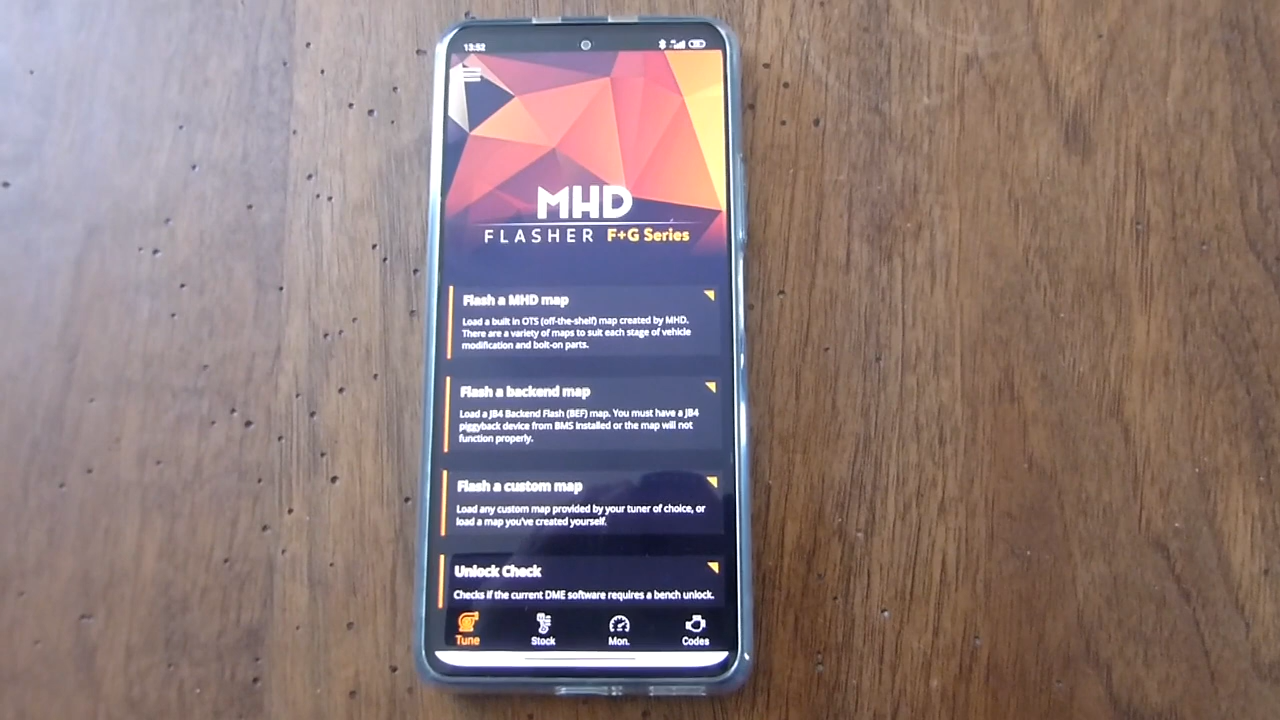 13:52
MHD
FLASHER F+G Series
Flash a MHD map
Load a built in OTS (off-the-shelf) map created by MHD.
There are a variety of maps to suit each stage of vehicle
modification and bolt-on parts.
Flash a backend map
Load a JB4 Backend Flash (BEF) map. You must have a JB4
piggyback device from BMS installed or the map will not
function properly.
Flash a custom map
Load any custom map provided by your tuner of choice, or
load a map you've created yourself.
Unlock Check
Checks if the current DME software requires a bench unlock.
Tune Stock Mon. Codes